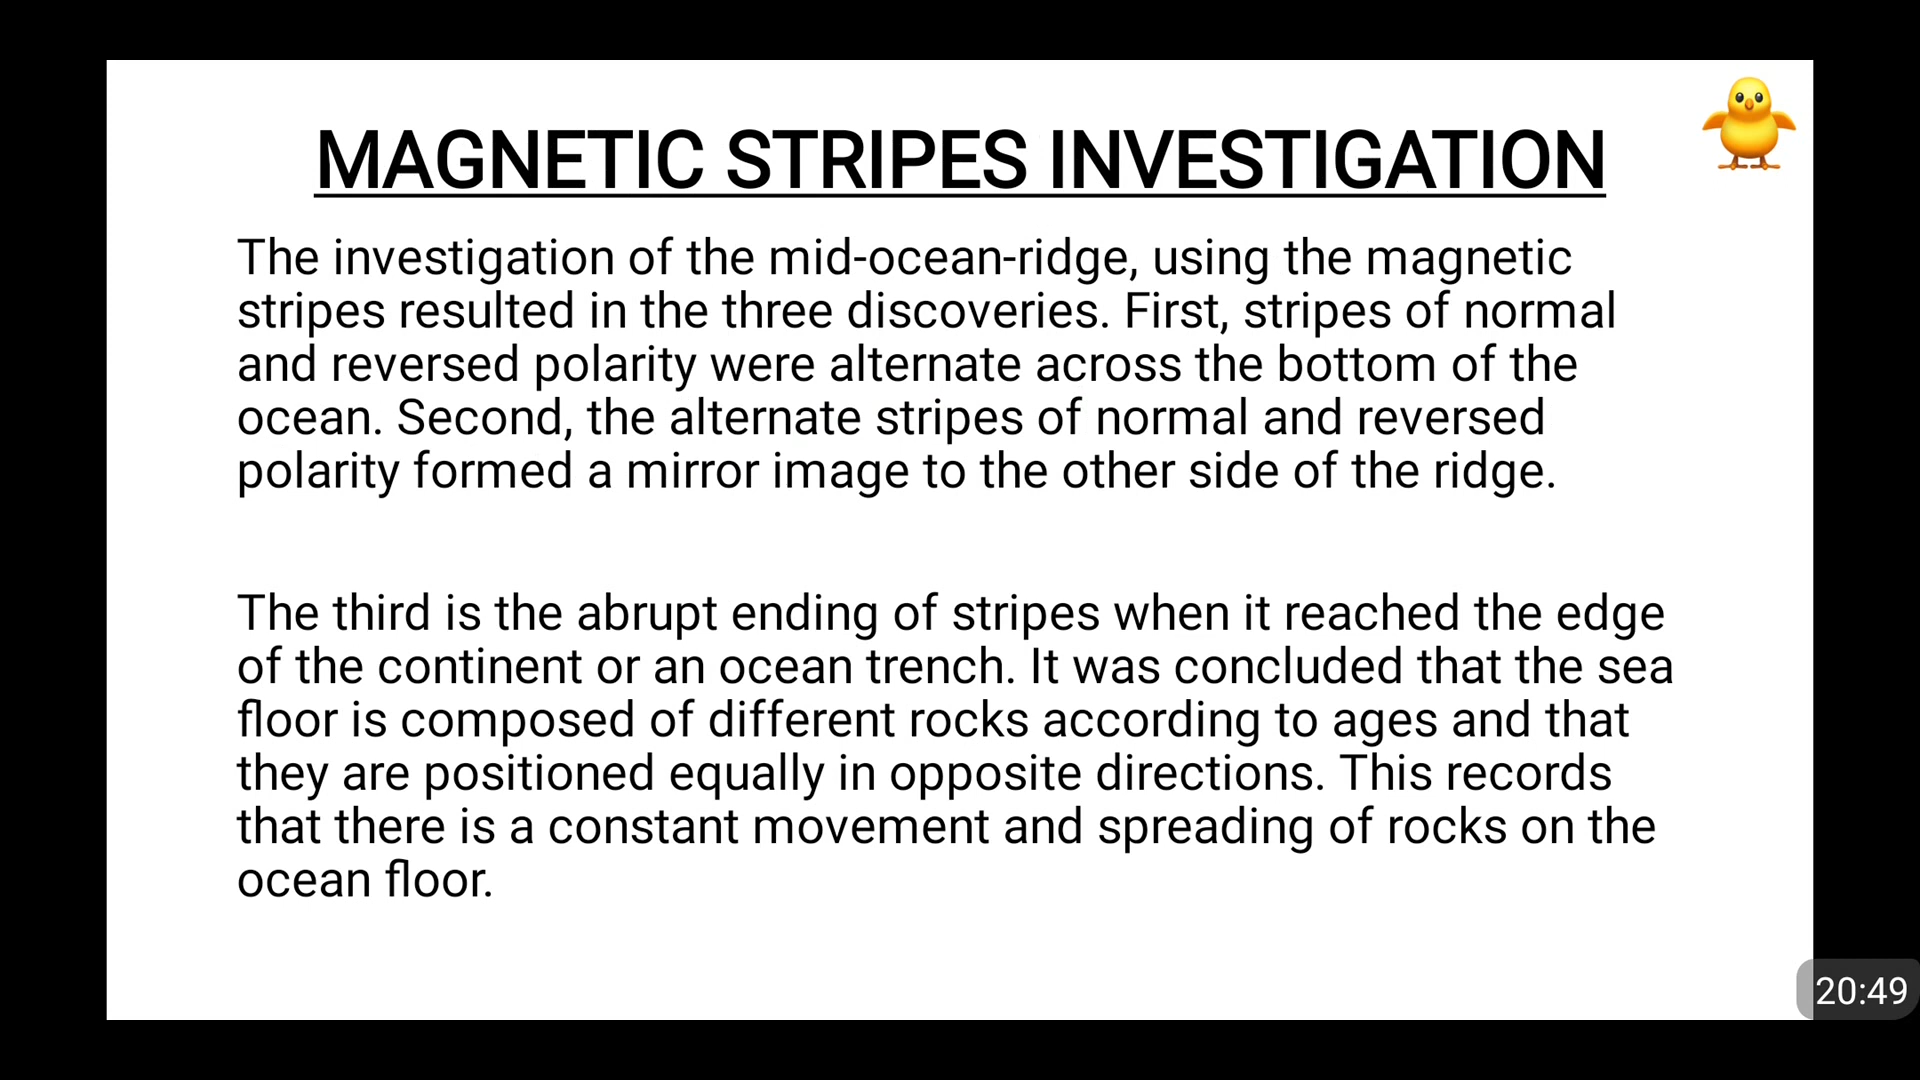 MAGNETIC STRIPES INVESTIGATION
The investigation of the mid-ocean-ridge, using the magnetic
stripes resulted in the three discoveries. First, stripes of normal
and reversed polarity were alternate across the bottom of the
ocean. Second, the alternate stripes of normal and reversed
polarity formed a mirror image to the other side of the ridge.
The third is the abrupt ending of stripes when it reached the edge
of the continent or an ocean trench. It was concluded that the sea
floor is composed of different rocks according to ages and that
they are positioned equally in opposite directions. This records
that there is a constant movement and spreading of rocks on the
ocean floor.
20:49